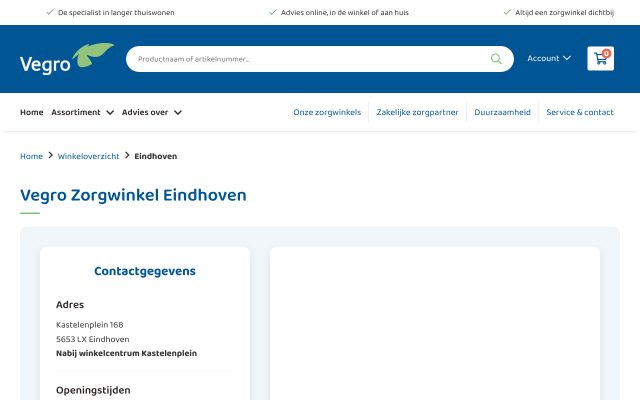 De specialist in langer thuiswonen
Advies online, in de winkel of aan huis
Altijd een zorgwinkel dichtbij
Vegro
Productnaam of artikelnummer...
Account
0
Home
Assortiment
Advies over
Onze zorgwinkels
Zakelijke zorgpartner
Duurzaamheid
Service & contact
Home
Winkeloverzicht
Eindhoven
Vegro Zorgwinkel Eindhoven
Contactgegevens
Adres
Kastelenplein 168
5653 LX Eindhoven
Nabij winkelcentrum Kastelenplein
Openingstijden